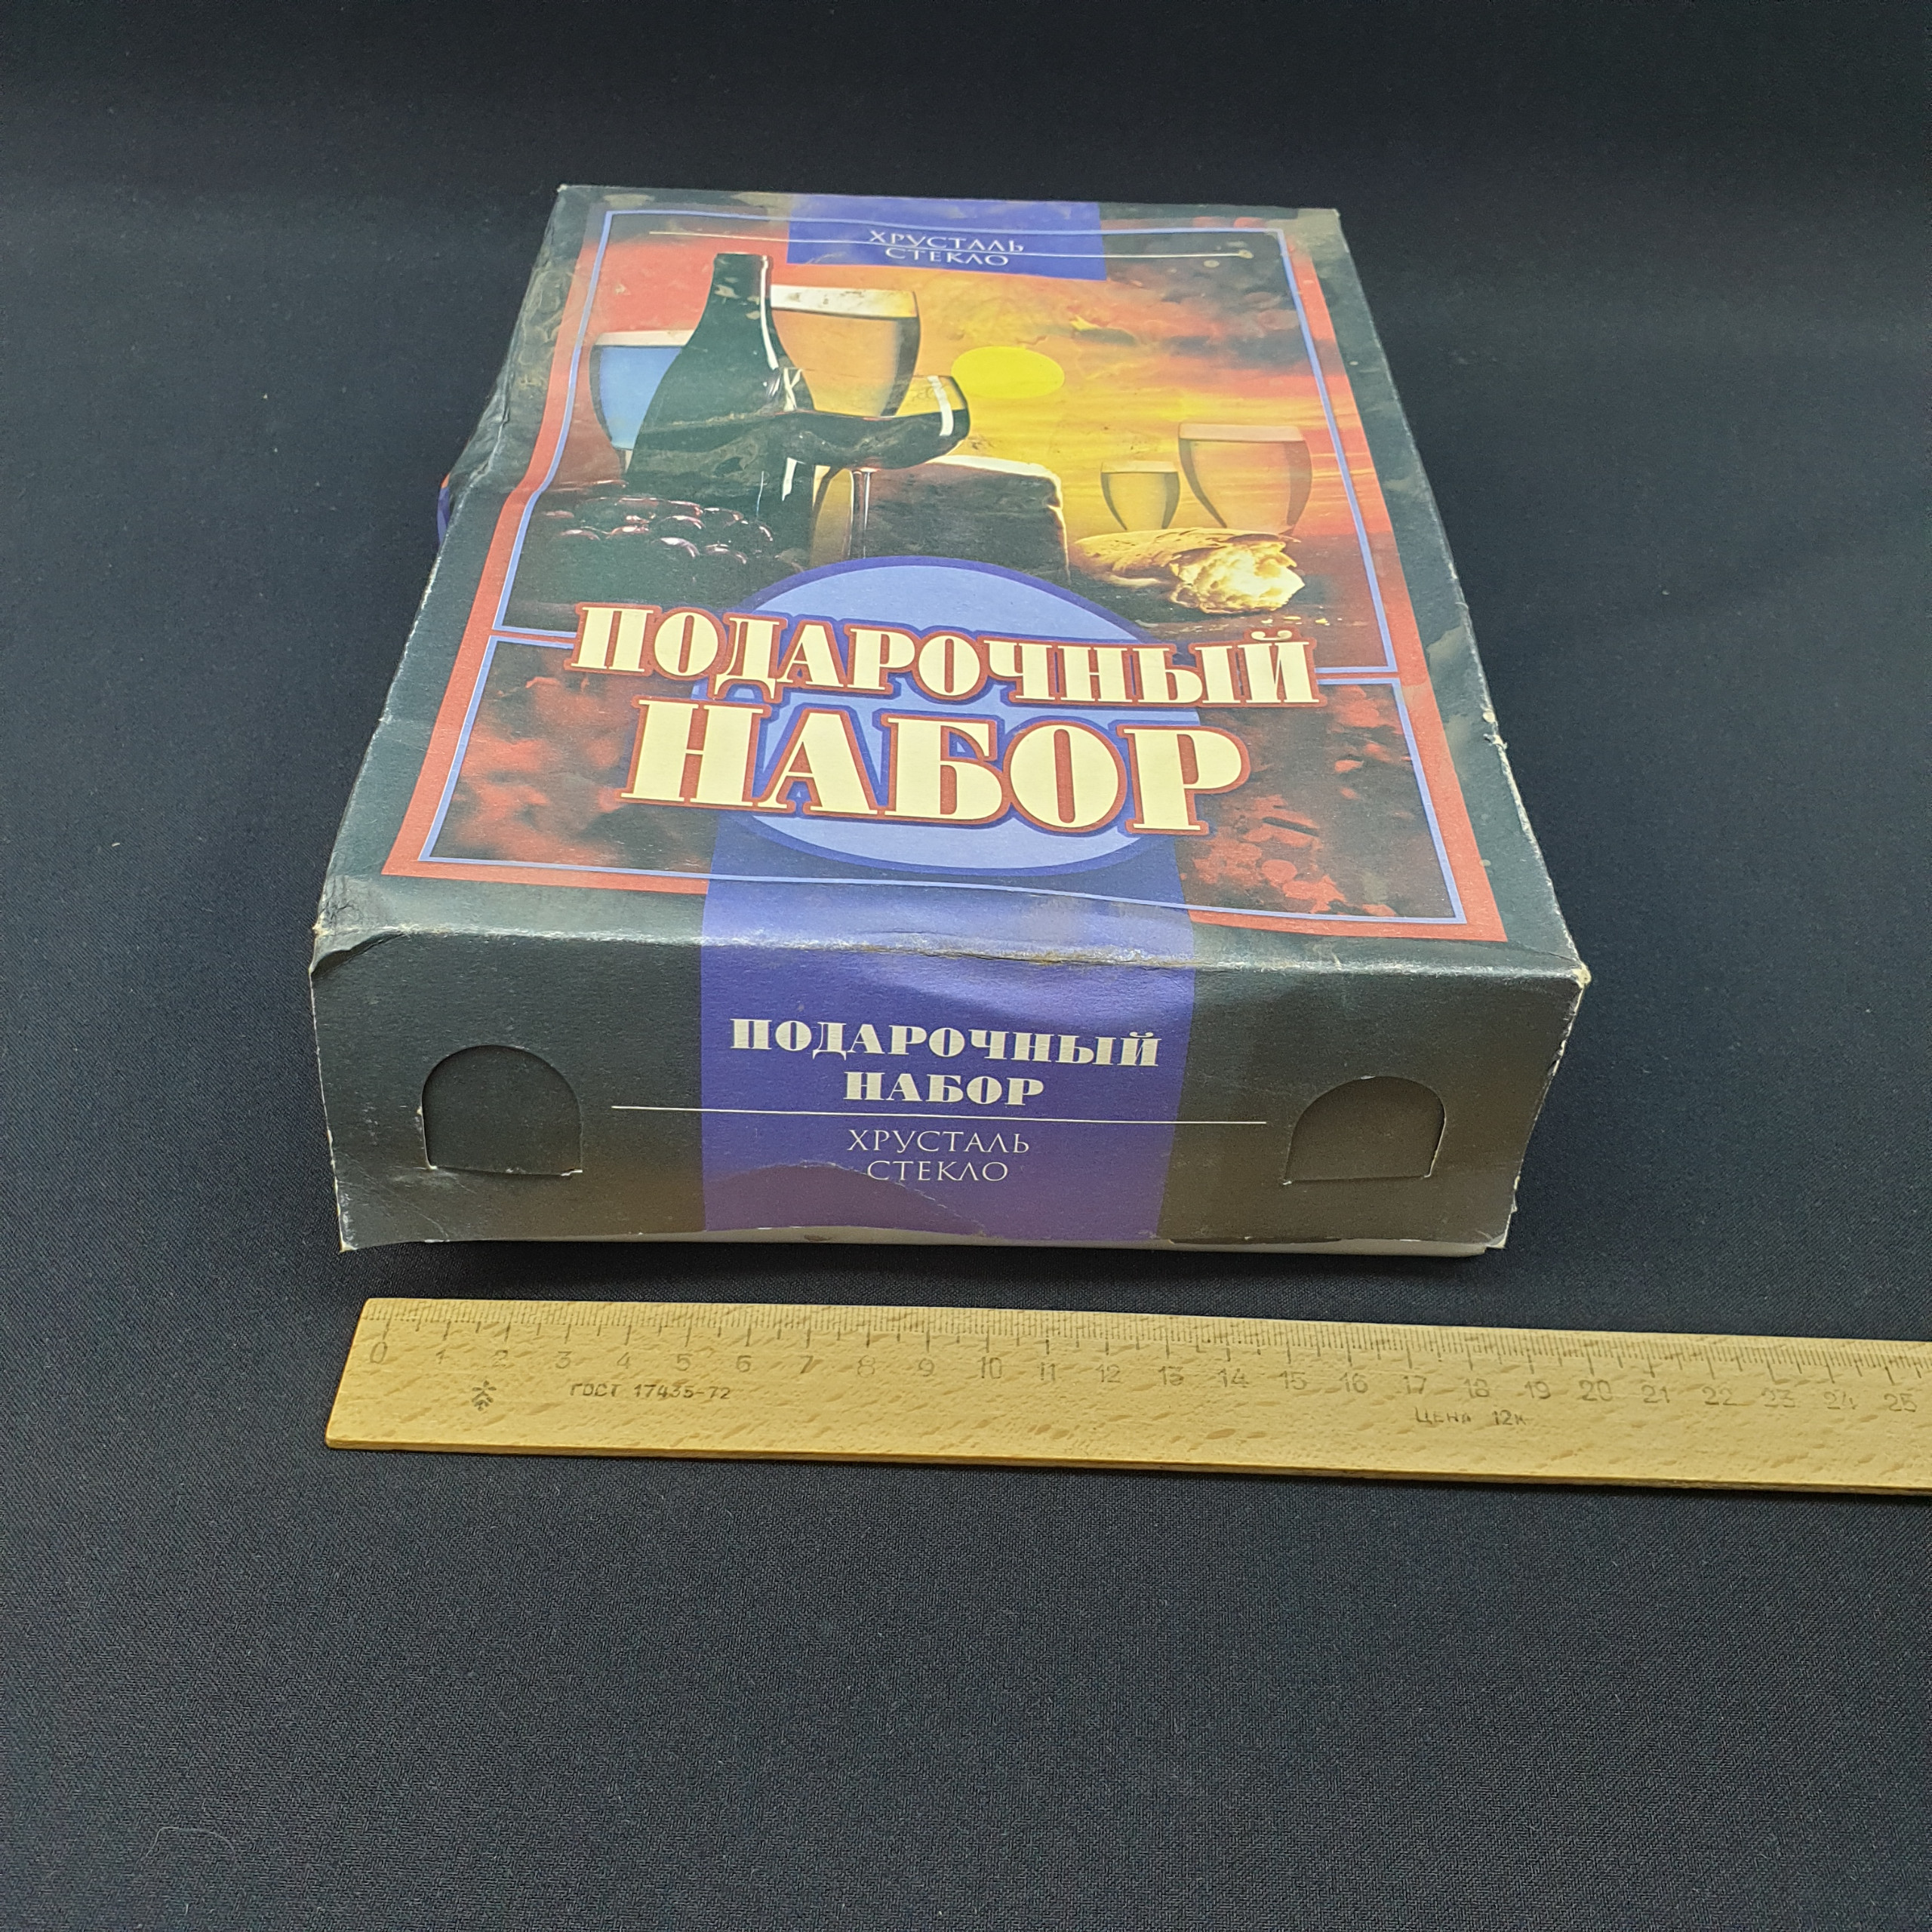 ХРУСТАЛЬ
СТЕКЛО
ПОДАРОЧНЫЙ
НАБОР
ПОДАРОЧНЫЙ
НАБОР
ХРУСТАЛЬ
СТЕКЛО
0 1 2 3 4 5 6 7 8 9 10 11 12 13 14 15 16 17 18 19 20 21 22 23 24 25
ГОСТ 17435-72
ЦЕНА 12к